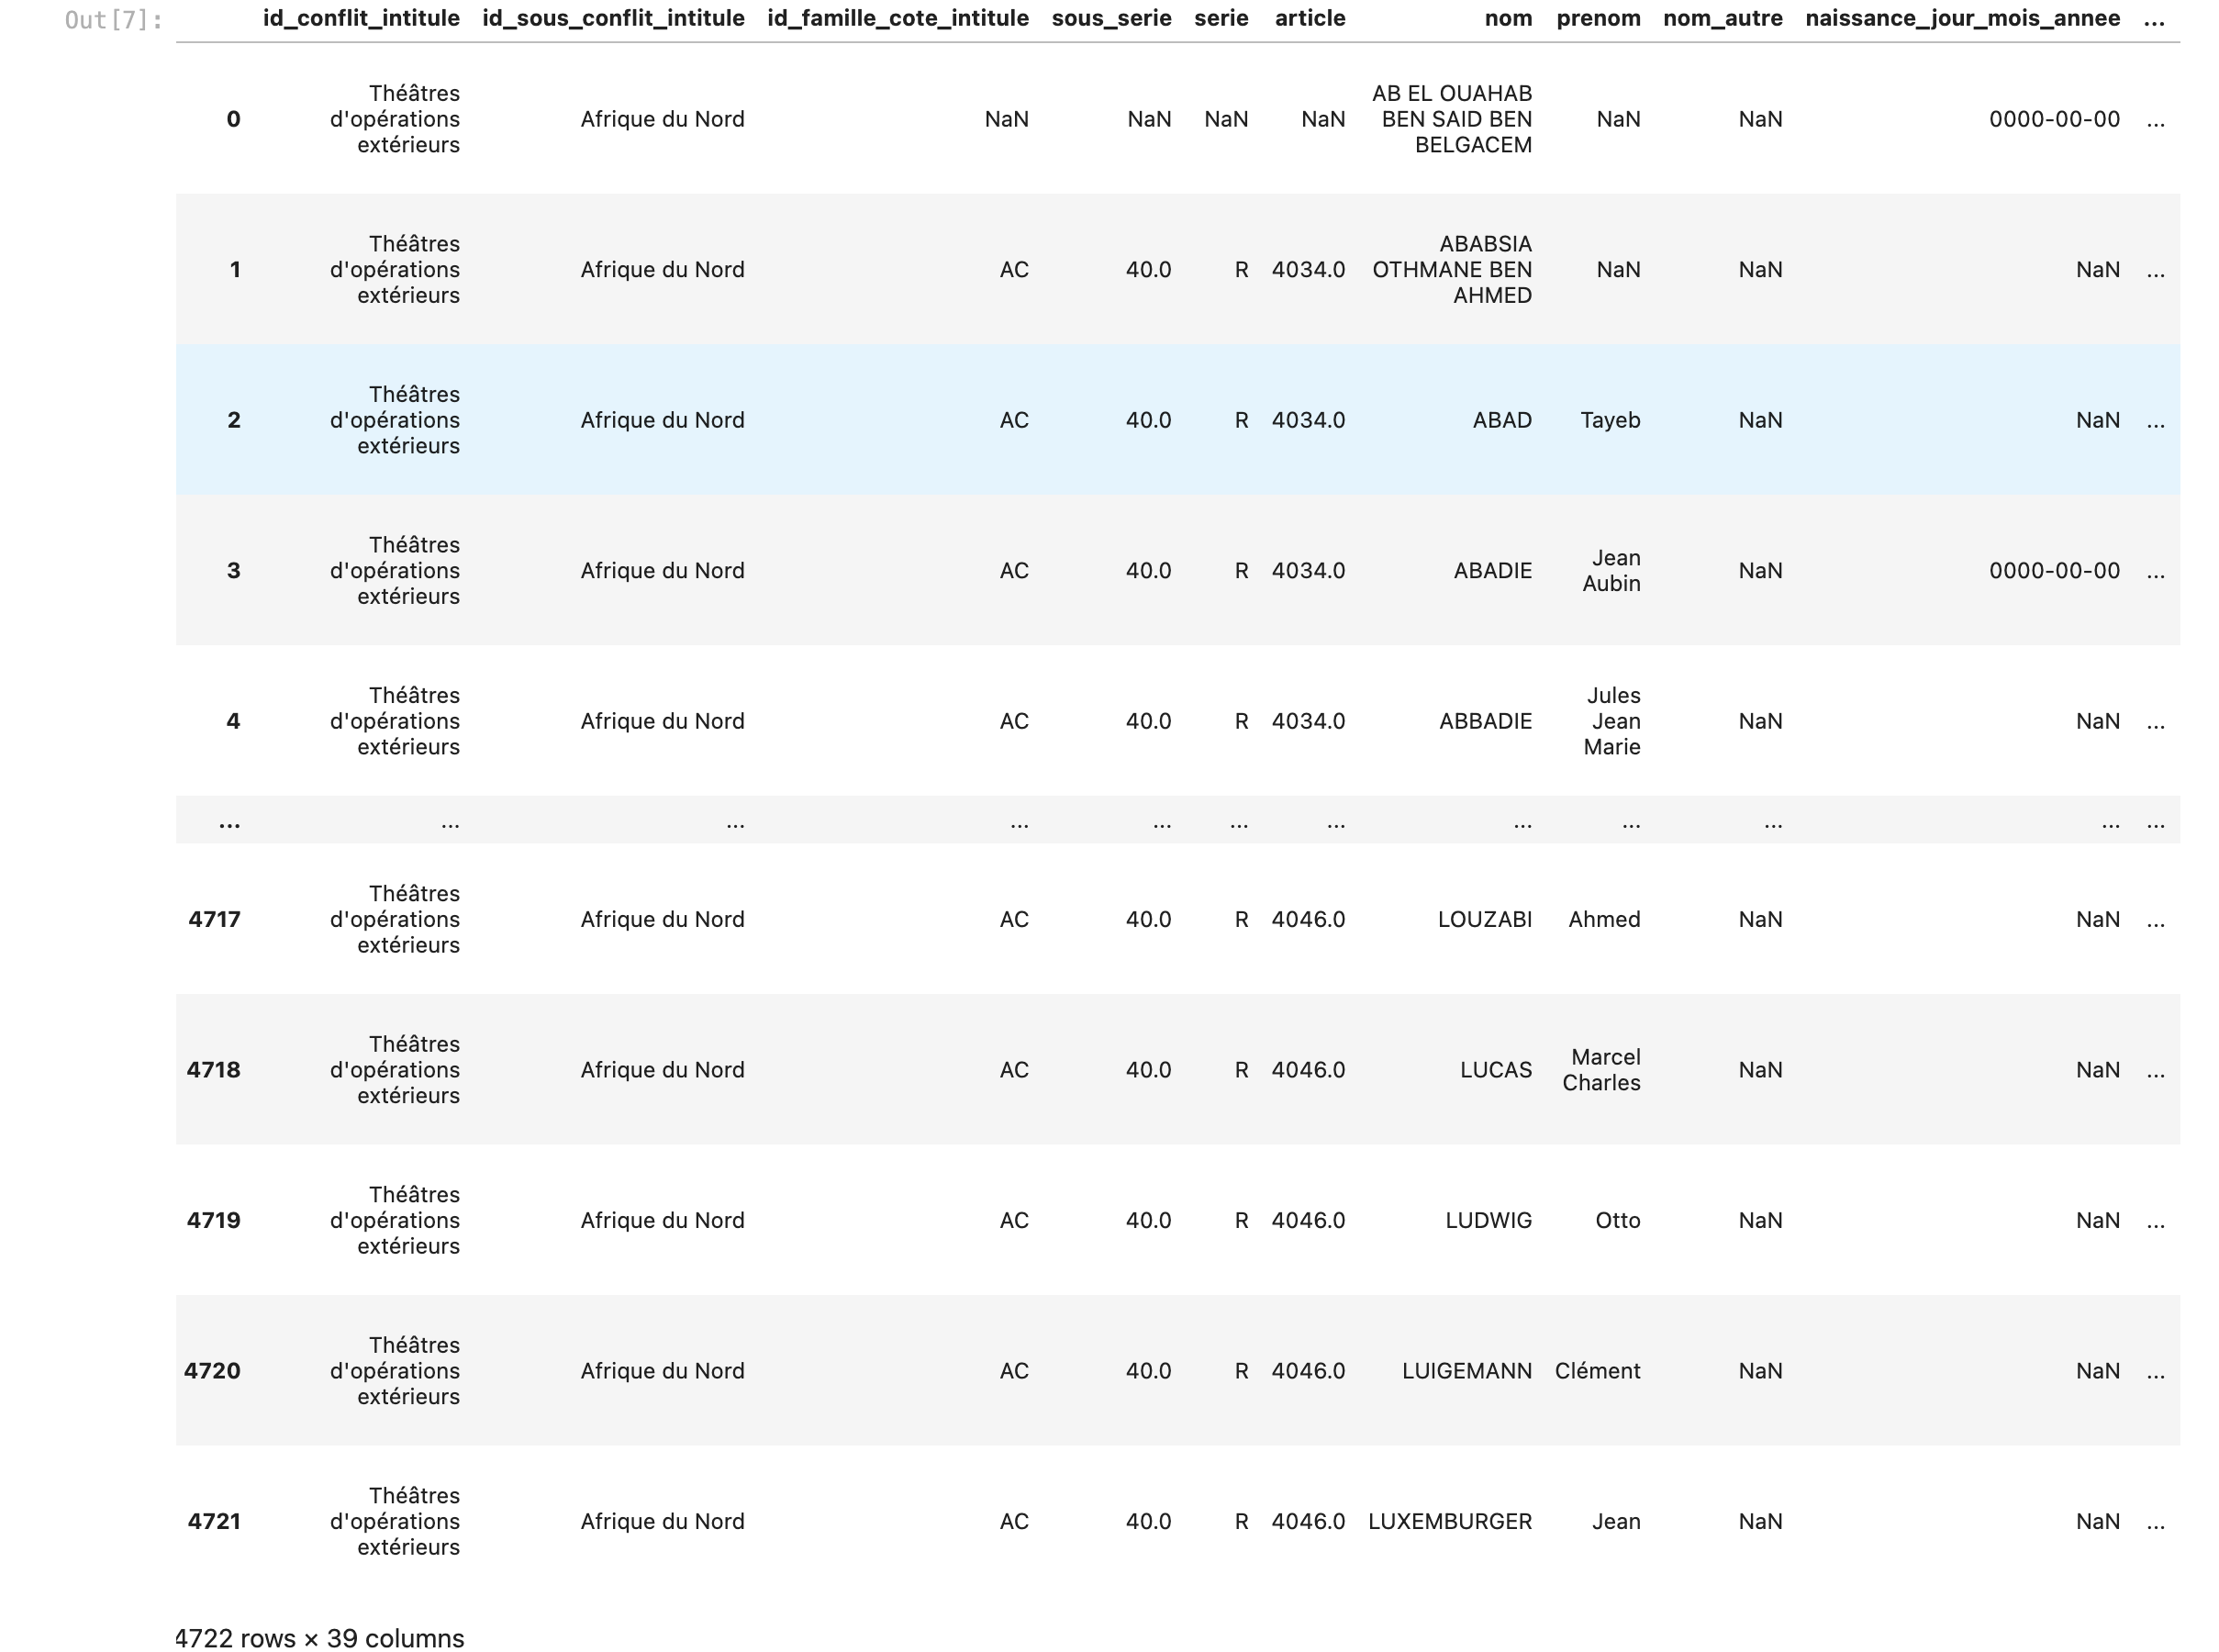 Out[7]:
id_conflit_intitule id_sous_conflit_intitule id_famille_cote_intitule sous_serie serie article nom prenom nom_autre naissance_jour_mois_annee ...
0 Théâtres d'opérations extérieurs Afrique du Nord NaN NaN NaN NaN AB EL OUAHAB BEN SAID BEN BELGACEM NaN NaN 0000-00-00 ...
1 Théâtres d'opérations extérieurs Afrique du Nord AC 40.0 R 4034.0 ABABSIA OTHMANE BEN AHMED NaN NaN NaN ...
2 Théâtres d'opérations extérieurs Afrique du Nord AC 40.0 R 4034.0 ABAD Tayeb NaN NaN ...
3 Théâtres d'opérations extérieurs Afrique du Nord AC 40.0 R 4034.0 ABADIE Jean Aubin NaN 0000-00-00 ...
4 Théâtres d'opérations extérieurs Afrique du Nord AC 40.0 R 4034.0 ABBADIE Jules Jean Marie NaN NaN ...
... ... ... ... ... ... ... ... ... ... ... ...
4717 Théâtres d'opérations extérieurs Afrique du Nord AC 40.0 R 4046.0 LOUZABI Ahmed NaN NaN ...
4718 Théâtres d'opérations extérieurs Afrique du Nord AC 40.0 R 4046.0 LUCAS Marcel Charles NaN NaN ...
4719 Théâtres d'opérations extérieurs Afrique du Nord AC 40.0 R 4046.0 LUDWIG Otto NaN NaN ...
4720 Théâtres d'opérations extérieurs Afrique du Nord AC 40.0 R 4046.0 LUIGEMANN Clément NaN NaN ...
4721 Théâtres d'opérations extérieurs Afrique du Nord AC 40.0 R 4046.0 LUXEMBURGER Jean NaN NaN ...
4722 rows × 39 columns